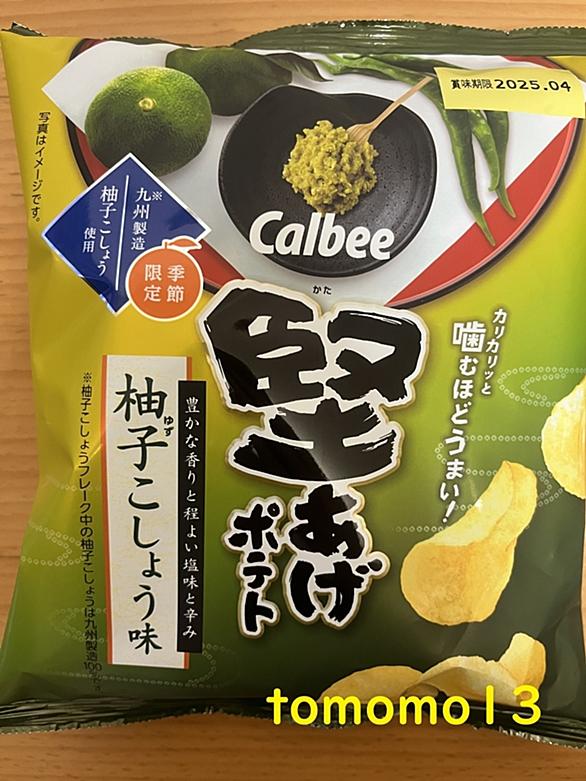 賞味期限2025.04
写真はイメージです。
※九州製造
柚子こしょう
使用
季節
限定
Calbee
かた
堅あげ
ポテト
カリカリッと
噛むほどうまい!
豊かな香りと程よい塩味と辛み
ゆず
柚子こしょう味
※柚子こしょうフレーク中の柚子こしょうは九州製造100%
tomomo13